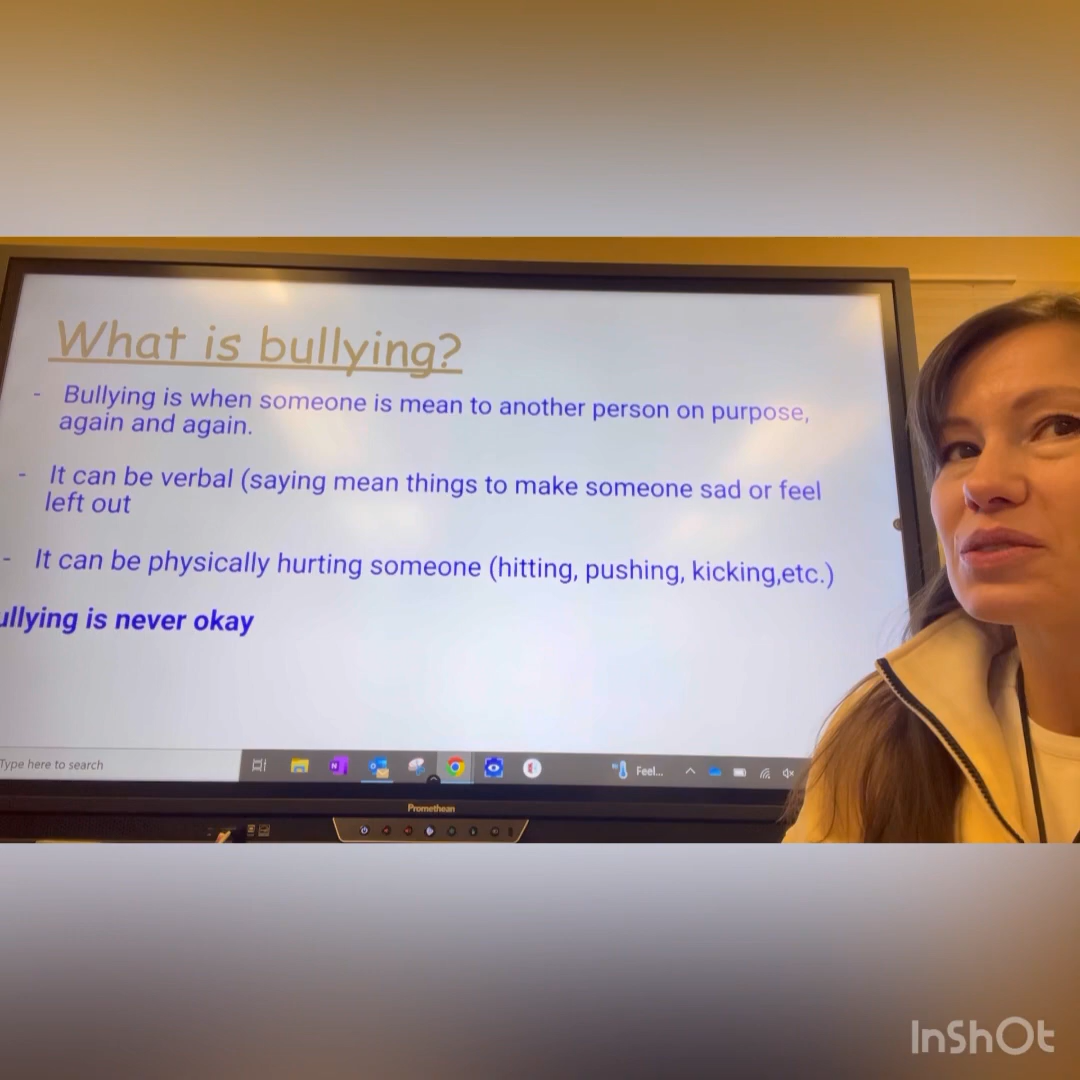 What is bullying?
- Bullying is when someone is mean to another person on purpose,
again and again.
- It can be verbal (saying mean things to make someone sad or feel
left out
- It can be physically hurting someone (hitting, pushing, kicking,etc.)
ullying is never okay
Type here to search
Feel...
Promethean
InShOt